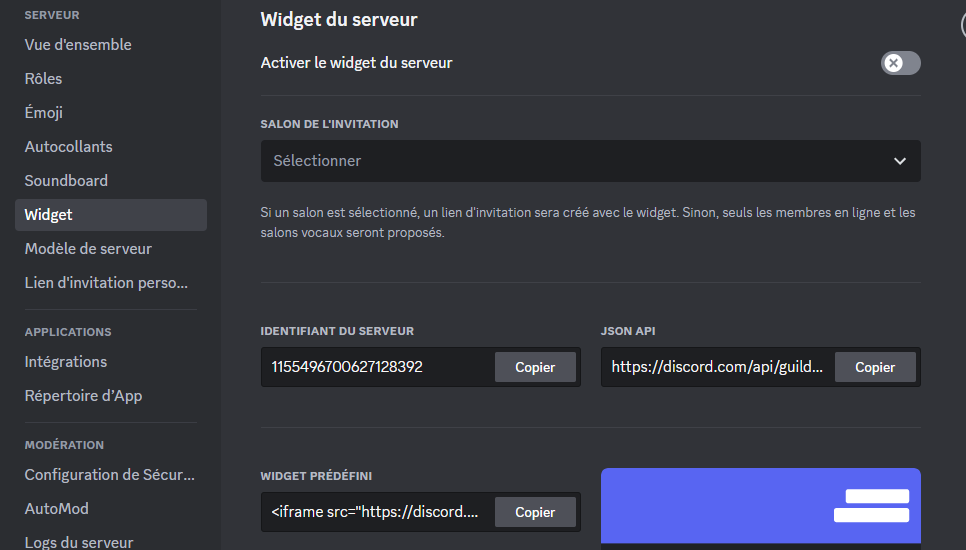 SERVEUR
Vue d'ensemble
Rôles
Émoji
Autocollants
Soundboard
Widget
Modèle de serveur
Lien d'invitation perso...
APPLICATIONS
Intégrations
Répertoire d'App
MODÉRATION
Configuration de Sécur...
AutoMod
Logs du serveur
Widget du serveur
Activer le widget du serveur
SALON DE L'INVITATION
Sélectionner
Si un salon est sélectionné, un lien d'invitation sera créé avec le widget. Sinon, seuls les membres en ligne et les
salons vocaux seront proposés.
IDENTIFIANT DU SERVEUR
1155496700627128392
Copier
JSON API
https://discord.com/api/guild...
Copier
WIDGET PRÉDÉFINI
<iframe src="https://discord....
Copier